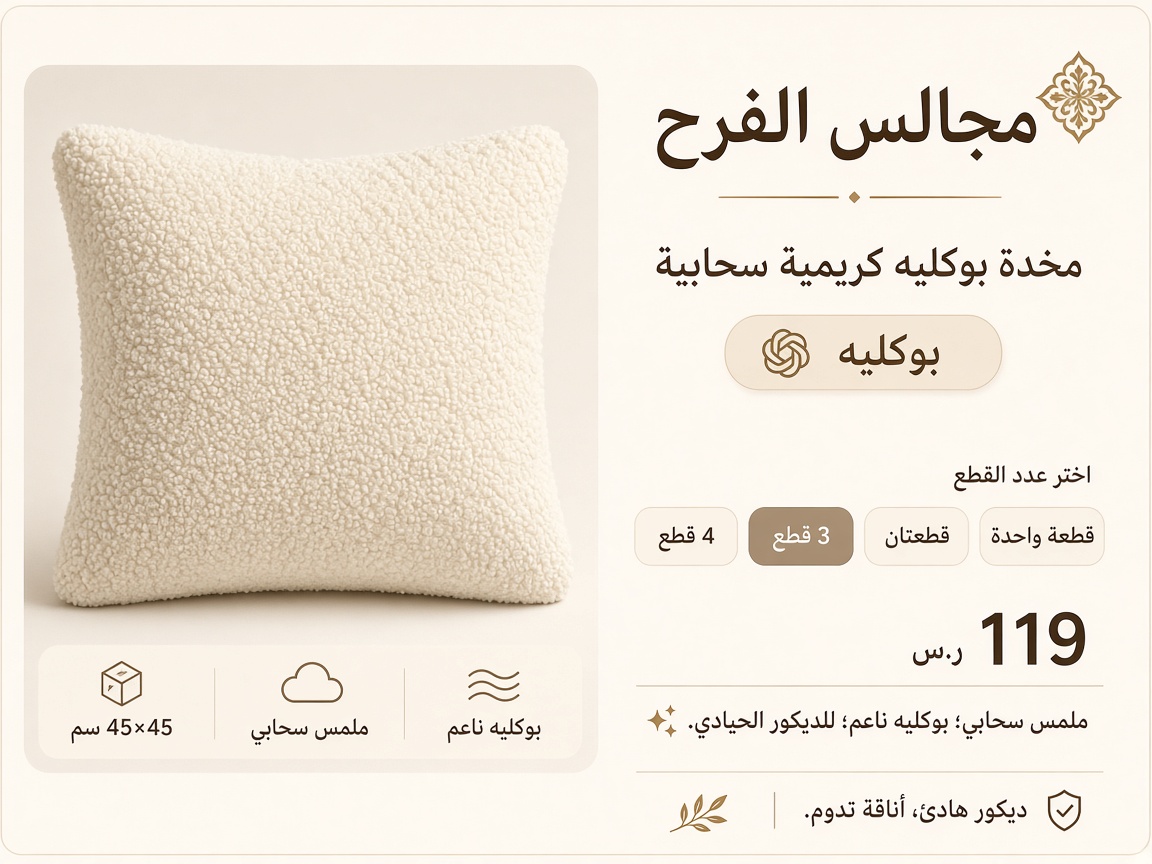 مجالس الفرح
مخدة بوكليه كريمية سحابية
بوكليه
اختر عدد القطع
قطعة واحدة
قطعتان
3 قطع
4 قطع
119 ر.س
ملمس سحابي؛ بوكليه ناعم؛ للديكور الحيادي.
ديكور هادئ، أناقة تدوم.
بوكليه ناعم
ملمس سحابي
45×45 سم